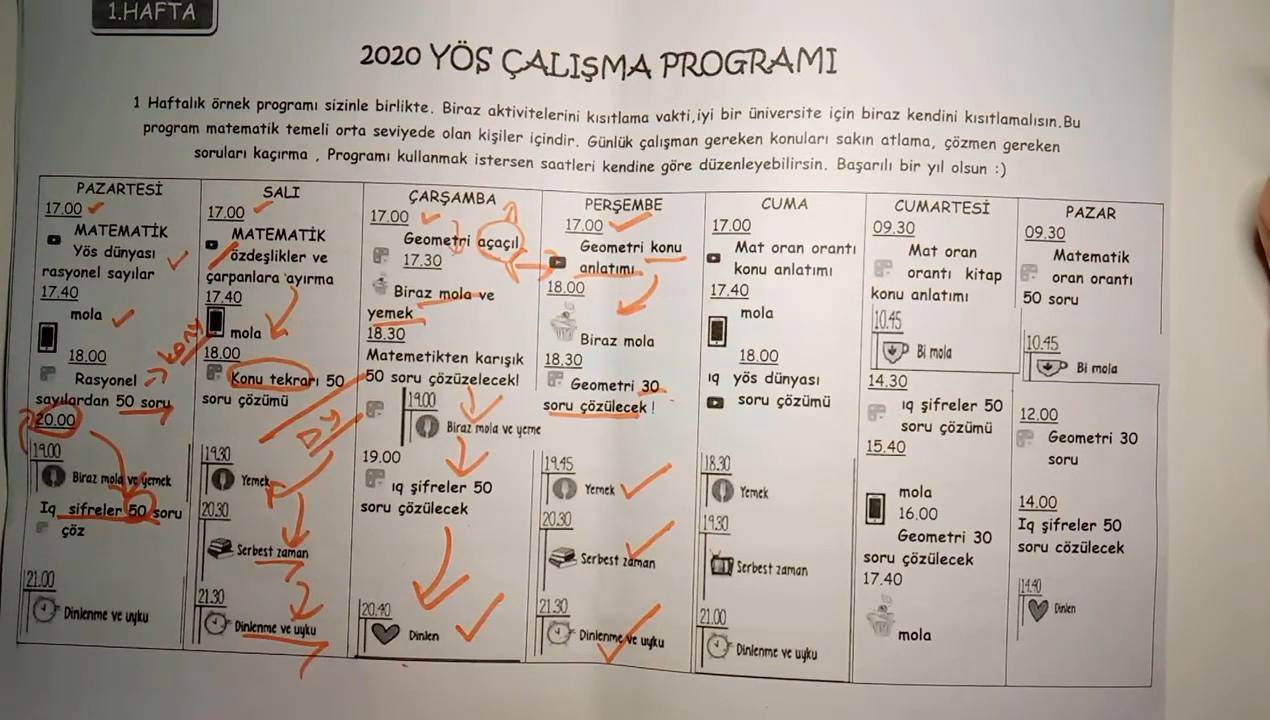 1.HAFTA
2020 YÖS ÇALIŞMA PROGRAMI
1 Haftalık örnek programı sizinle birlikte. Biraz aktivitelerini kısıtlama vakti,iyi bir üniversite için biraz kendini kısıtlamalısın.Bu
program matematik temeli orta seviyede olan kişiler içindir. Günlük çalışman gereken konuları sakın atlama, çözmen gereken
soruları kaçırma , Programı kullanmak istersen saatleri kendine göre düzenleyebilirsin. Başarılı bir yıl olsun :)
PAZARTESİ
17.00
MATEMATİK
Yös dünyası
rasyonel sayılar
17.40
mola
18.00
Rasyonel
sayılardan 50 soru
20.00
19.00
Biraz mola ve yemek
Iq sifreler 50 soru
çöz
21.00
Dinlenme ve uyku
SALI
17.00
MATEMATİK
özdeşlikler ve
çarpanlara ayırma
17.40
mola
18.00
Konu tekrarı 50
soru çözümü
19.30
Yemek
20.30
Serbest zaman
21.30
Dinlenme ve uyku
ÇARŞAMBA
17.00
Geometri açaçıl
17.30
Biraz mola ve
yemek
18.30
Matemetikten karışık
50 soru çözüzelecek!
19.00
Biraz mola ve yeme
19.00
ıq şifreler 50
soru çözülecek
20.40
Dinlen
PERŞEMBE
17.00
Geometri konu
anlatımı
18.00
Biraz mola
18.30
Geometri 30
soru çözülecek !
19.45
Yemek
20.30
Serbest zaman
21.30
Dinlenme ve uyku
CUMA
17.00
Mat oran orantı
konu anlatımı
17.40
mola
18.00
ıq yös dünyası
soru çözümü
18.30
Yemek
19.30
Serbest zaman
21.00
Dinlenme ve uyku
CUMARTESİ
09.30
Mat oran
orantı kitap
konu anlatımı
10.45
Bi mola
14.30
ıq şifreler 50
soru çözümü
15.40
mola
16.00
Geometri 30
soru çözülecek
17.40
mola
PAZAR
09.30
Matematik
oran orantı
50 soru
10.45
Bi mola
12.00
Geometri 30
soru
14.00
Iq şifreler 50
soru cözülecek
14.40
Dinlen